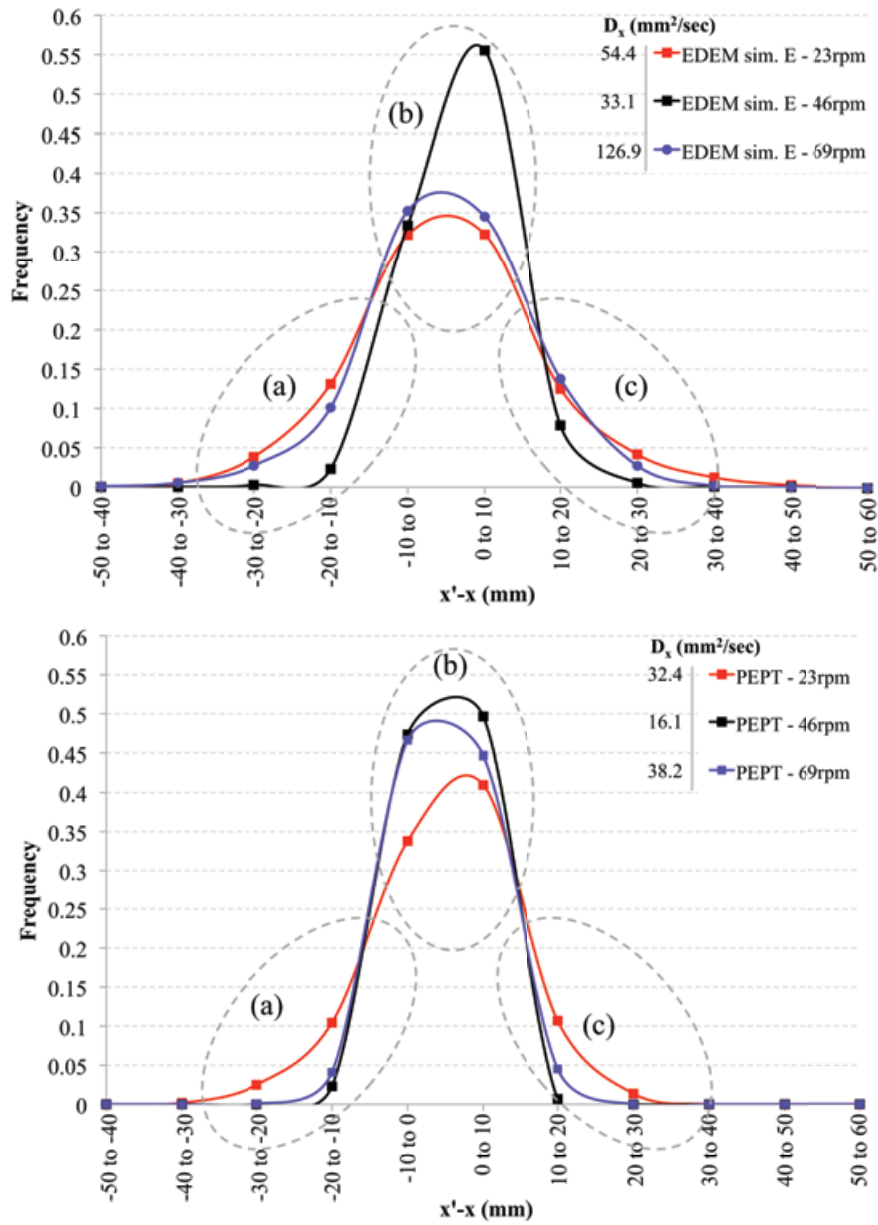 D_x (mm²/sec)
54.4 EDEM sim. E - 23rpm
33.1 EDEM sim. E - 46rpm
126.9 EDEM sim. E - 69rpm
0.6
0.55
0.5
0.45
0.4
0.35
0.3
0.25
0.2
0.15
0.1
0.05
0
Frequency
(b)
(a)
(c)
-50 to -40
-40 to -30
-30 to -20
-20 to -10
-10 to 0
0 to 10
10 to 20
20 to 30
30 to 40
40 to 50
50 to 60
x'-x (mm)
D_x (mm²/sec)
32.4 PEPT - 23rpm
16.1 PEPT - 46rpm
38.2 PEPT - 69rpm
0.6
0.55
0.5
0.45
0.4
0.35
0.3
0.25
0.2
0.15
0.1
0.05
0
Frequency
(b)
(a)
(c)
-50 to -40
-40 to -30
-30 to -20
-20 to -10
-10 to 0
0 to 10
10 to 20
20 to 30
30 to 40
40 to 50
50 to 60
x'-x (mm)